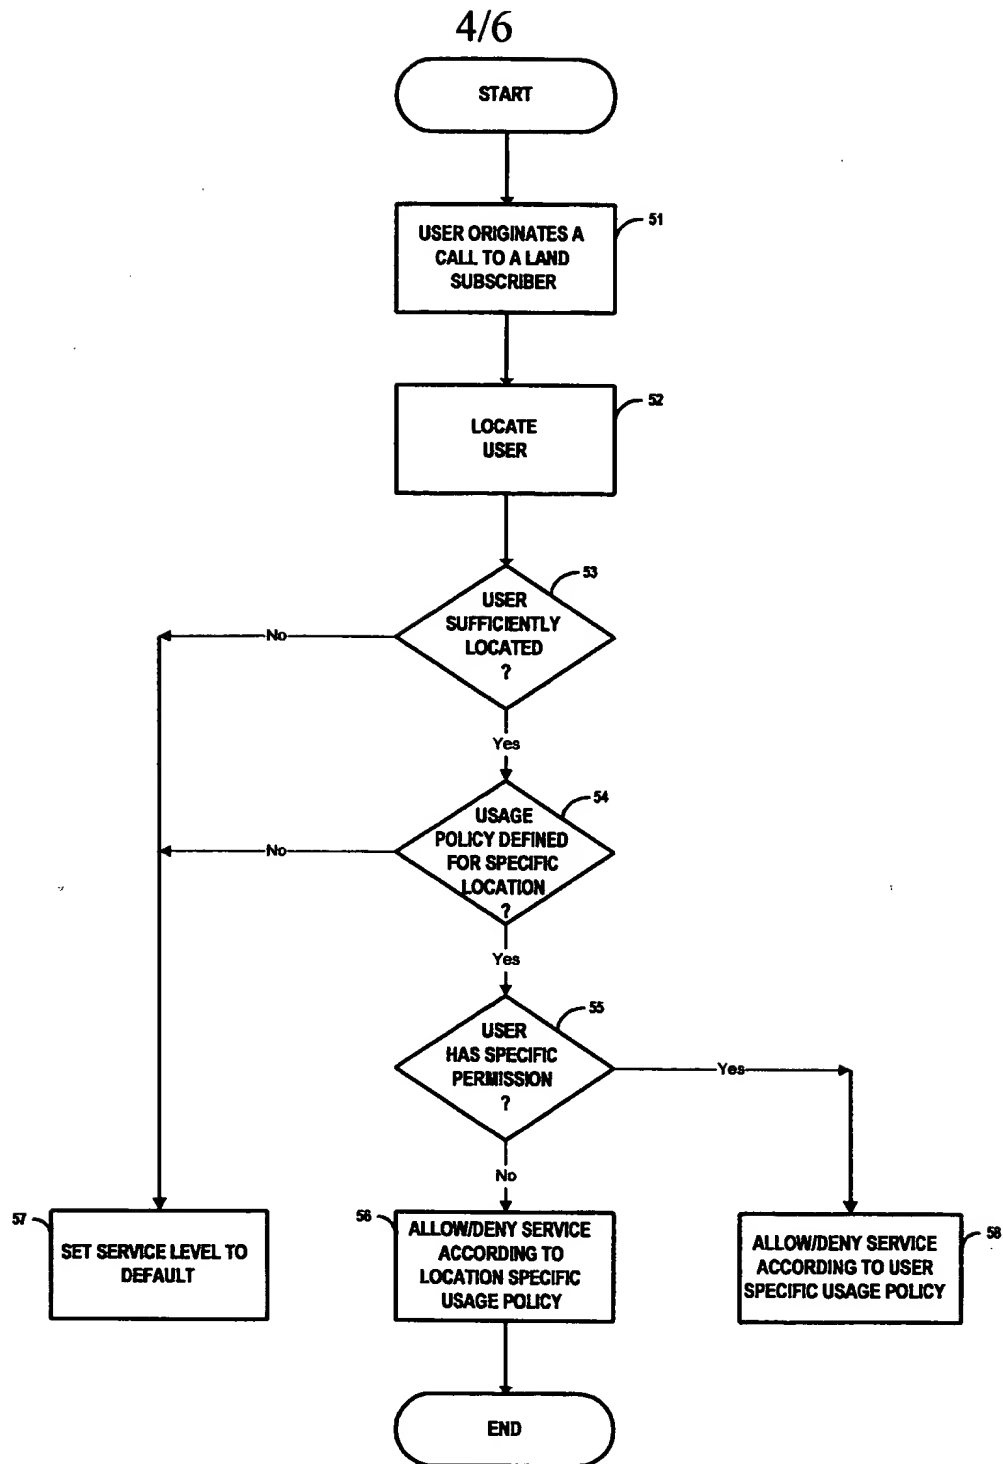 4/6
START
USER ORIGINATES A
CALL TO A LAND
SUBSCRIBER
51
LOCATE
USER
52
USER
SUFFICIENTLY
LOCATED
?
53
No
Yes
USAGE
POLICY DEFINED
FOR SPECIFIC
LOCATION
?
54
No
Yes
USER
HAS SPECIFIC
PERMISSION
?
55
Yes
No
57
SET SERVICE LEVEL TO
DEFAULT
56
ALLOW/DENY SERVICE
ACCORDING TO
LOCATION SPECIFIC
USAGE POLICY
ALLOW/DENY SERVICE
ACCORDING TO USER
SPECIFIC USAGE POLICY
58
END